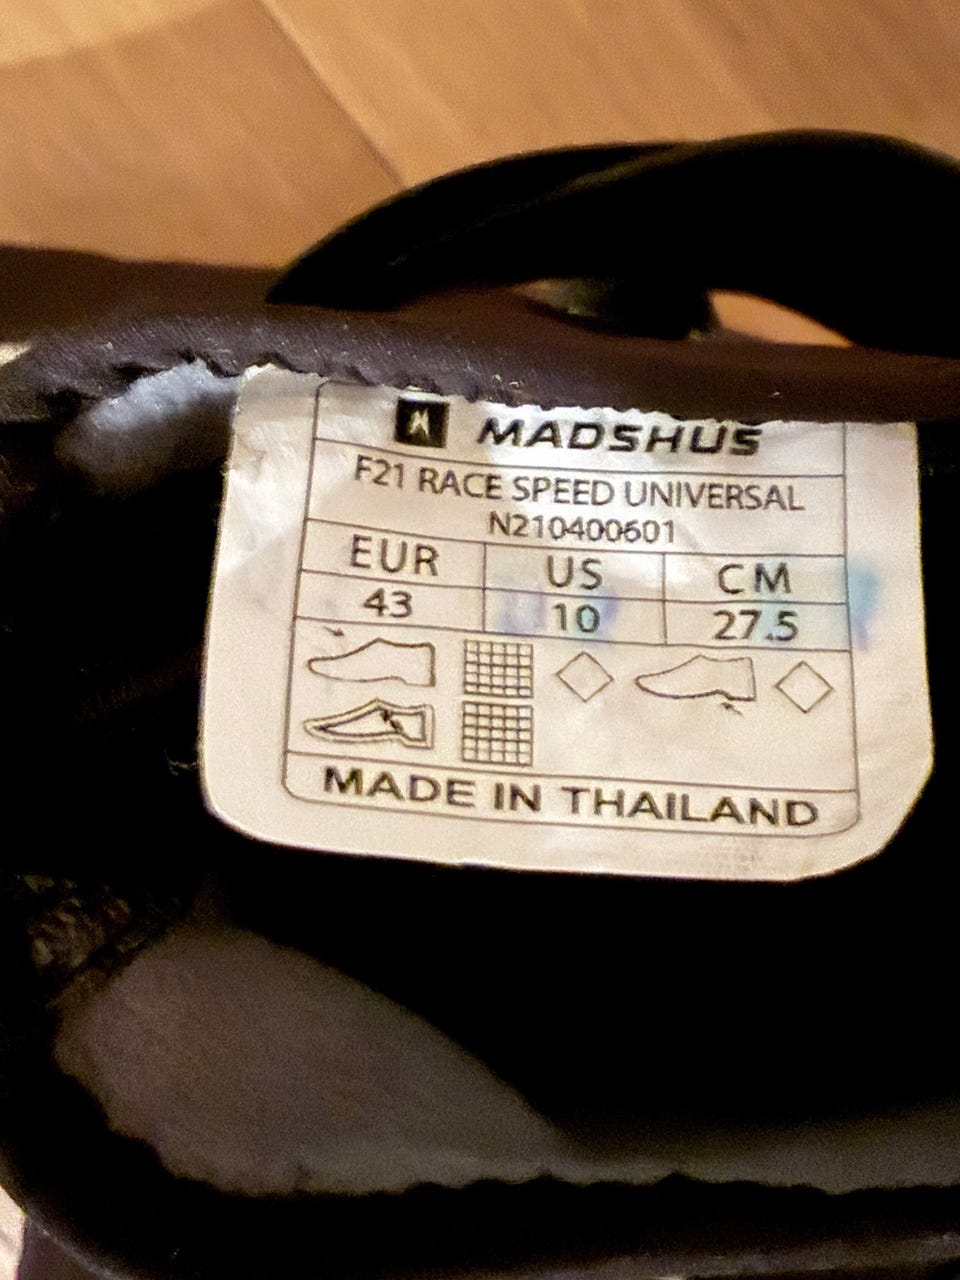 MADSHUS
F21 RACE SPEED UNIVERSAL
N210400601
EUR US CM
43 10 27.5
MADE IN THAILAND